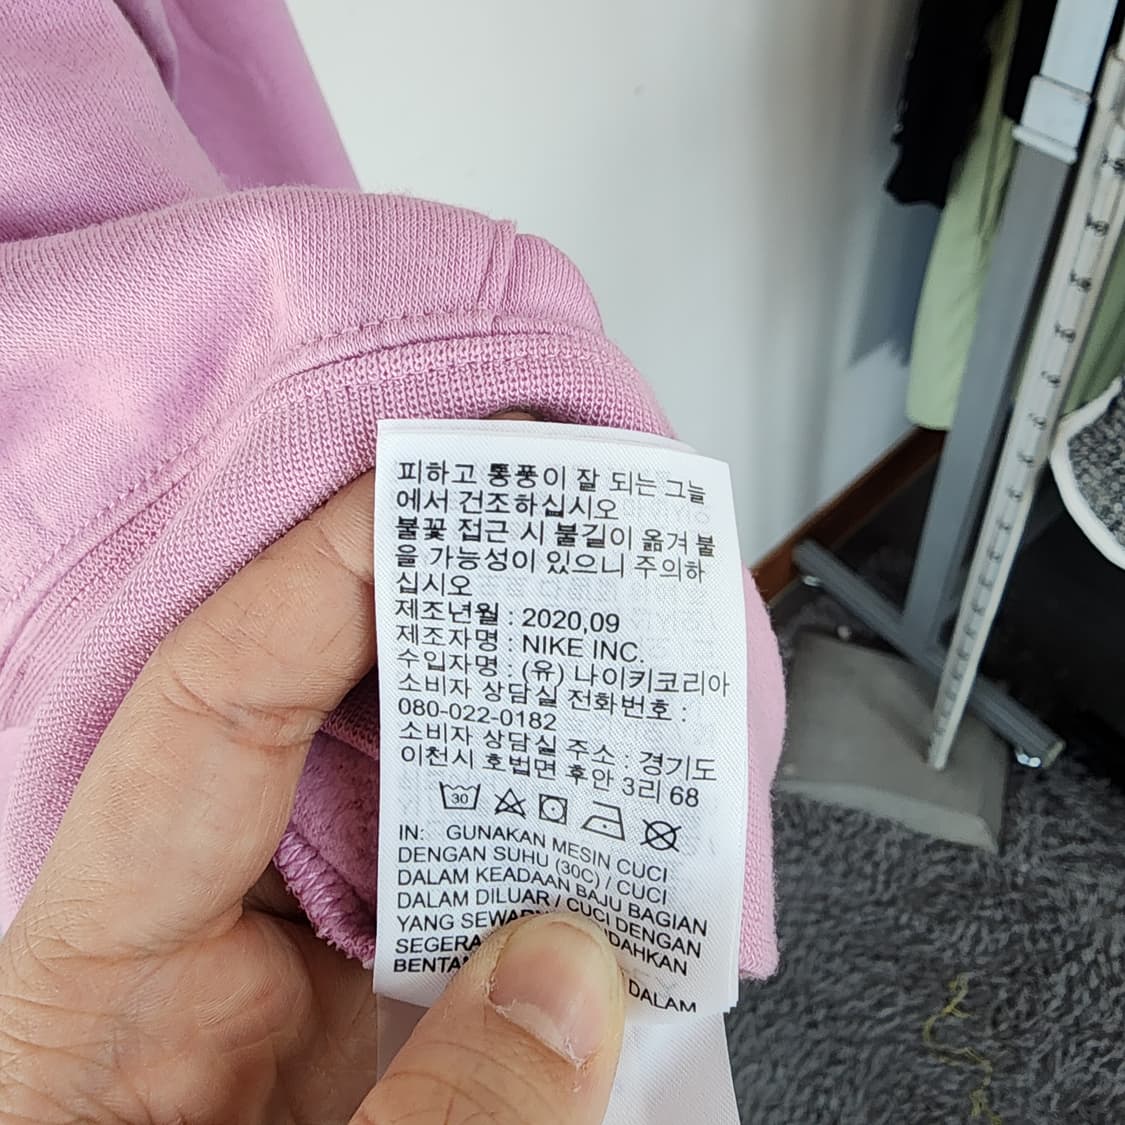 피하고 통풍이 잘 되는 그늘
에서 건조하십시오
불꽃 접근 시 불길이 옮겨 붙
을 가능성이 있으니 주의하
십시오
제조년월 : 2020,09
제조자명 : NIKE INC.
수입자명 : (유) 나이키코리아
소비자 상담실 전화번호 :
080-022-0182
소비자 상담실 주소 : 경기도
이천시 호법면 후안 3리 68
30
IN: GUNAKAN MESIN CUCI
DENGAN SUHU (30C) / CUCI
DALAM KEADAAN BAJU BAGIAN
DALAM DILUAR / CUCI DENGAN
YANG
SEGERA
DALAM